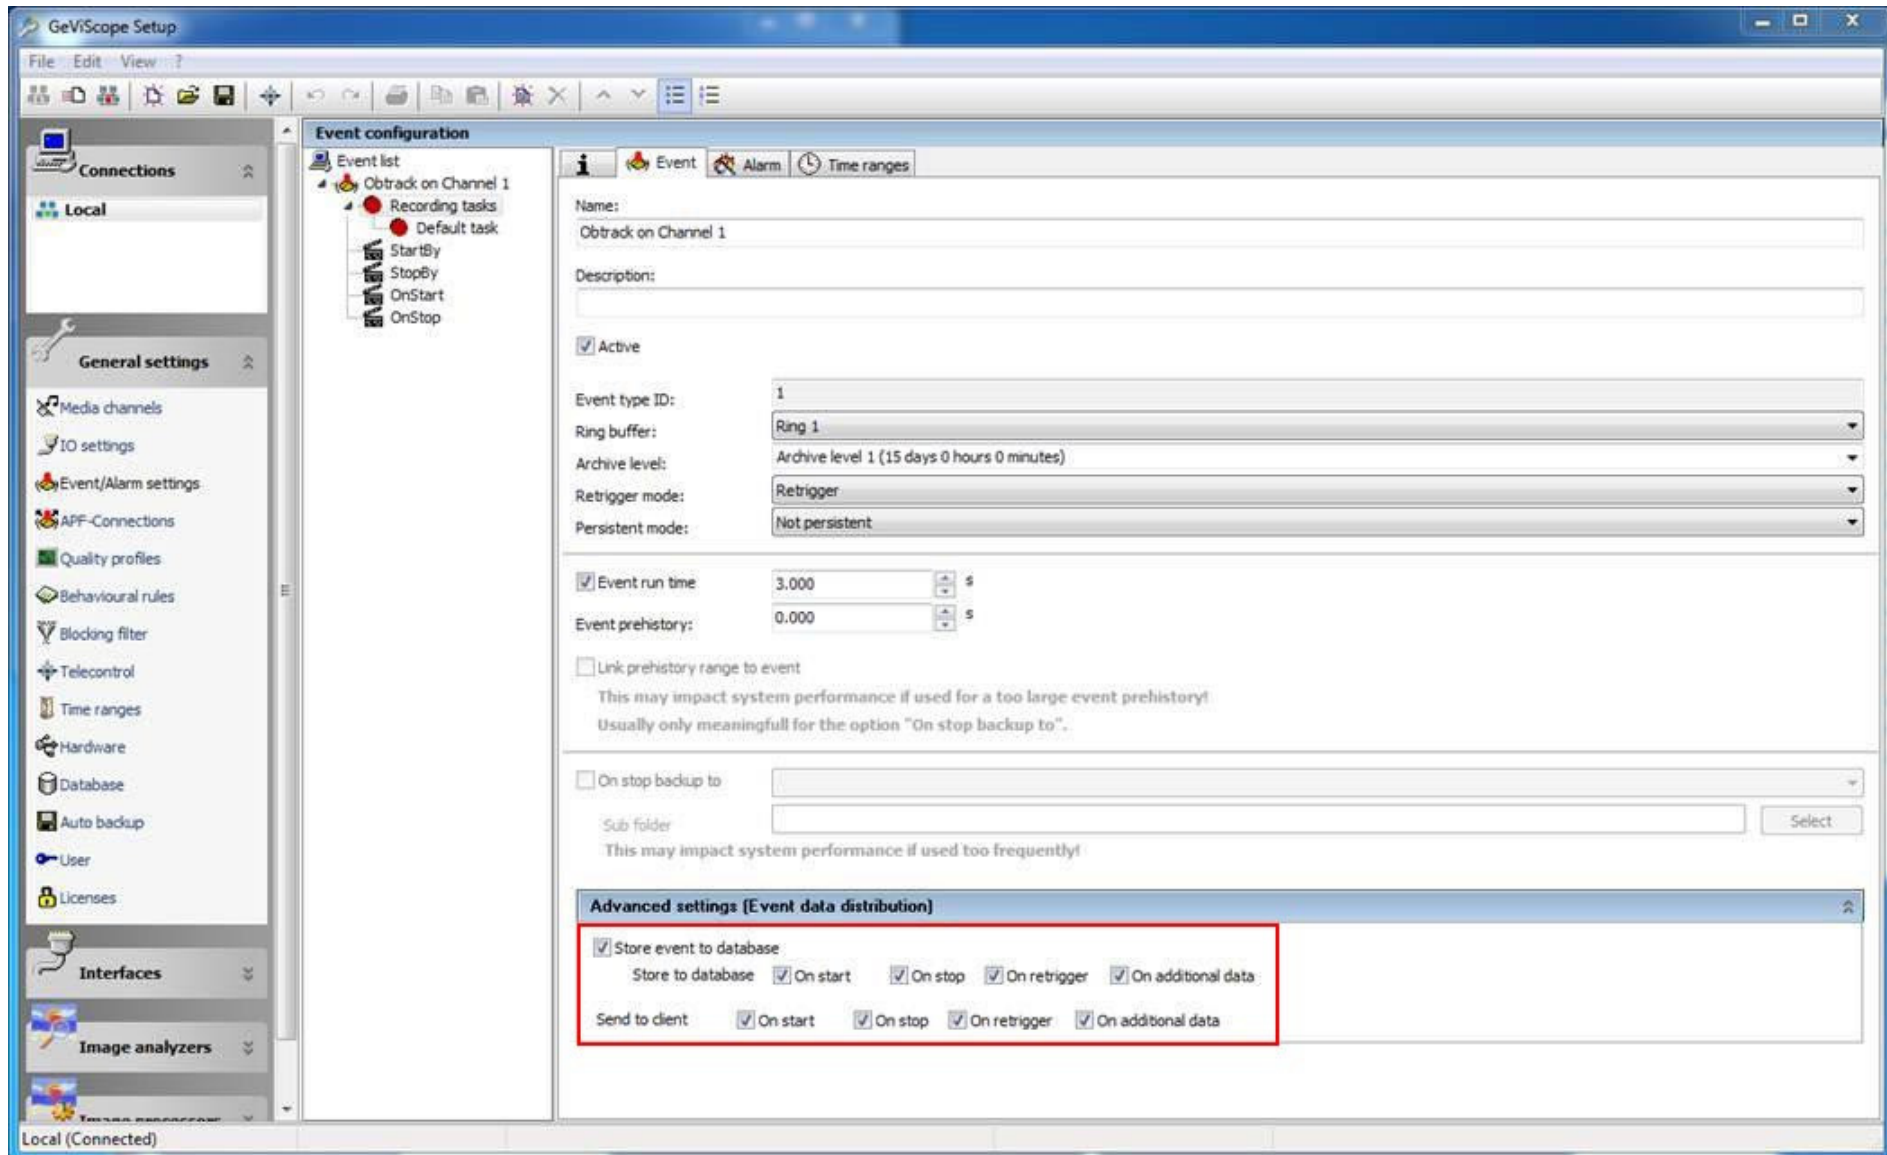 GeViScope Setup
File Edit View ?
Connections
Local
General settings
Media channels
IO settings
Event/Alarm settings
APF-Connections
Quality profiles
Behavioural rules
Blocking filter
Telecontrol
Time ranges
Hardware
Database
Auto backup
User
Licenses
Interfaces
Image analyzers
Image processors
Event configuration
Event list
Obtrack on Channel 1
Recording tasks
Default task
StartBy
StopBy
OnStart
OnStop
i Event Alarm Time ranges
Name:
Obtrack on Channel 1
Description:
Active
Event type ID: 1
Ring buffer: Ring 1
Archive level: Archive level 1 (15 days 0 hours 0 minutes)
Retrigger mode: Retrigger
Persistent mode: Not persistent
Event run time 3.000 s
Event prehistory: 0.000 s
Link prehistory range to event
This may impact system performance if used for a too large event prehistory!
Usually only meaningfull for the option "On stop backup to".
On stop backup to
Sub folder Select
This may impact system performance if used too frequently!
Advanced settings (Event data distribution)
Store event to database
Store to database On start On stop On retrigger On additional data
Send to client On start On stop On retrigger On additional data
Local (Connected)